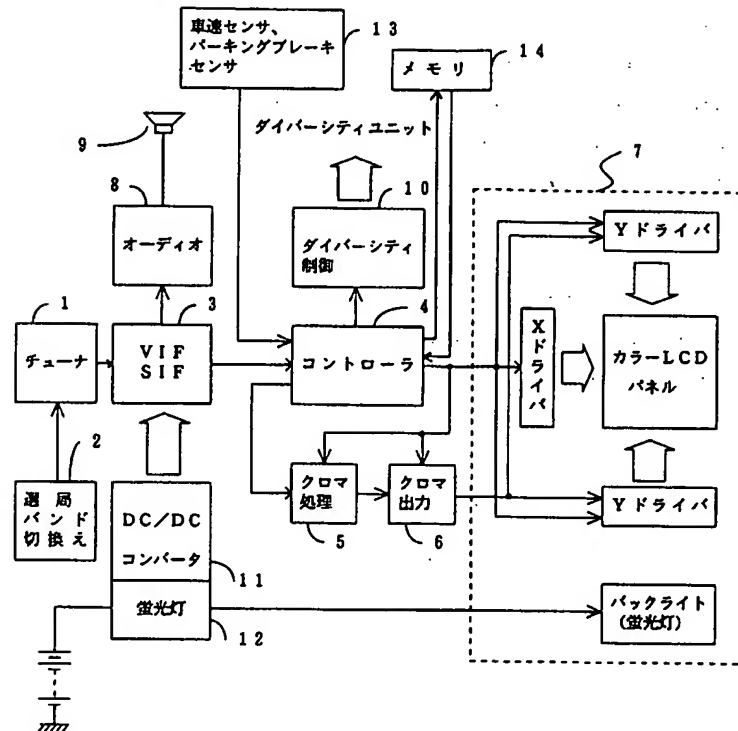 車速センサ、
パーキングブレーキ
センサ
13
メモリ
14
9
ダイバーシティユニット
7
8
オーディオ
10
ダイバーシティ
制御
Yドライバ
1
チューナ
3
VIF
SIF
4
コントローラ
Xドライバ
カラーLCD
パネル
2
選局
バンド
切換え
DC/DC
コンバータ
11
クロマ
処理
5
クロマ
出力
6
Yドライバ
蛍光灯
12
バックライト
(蛍光灯)